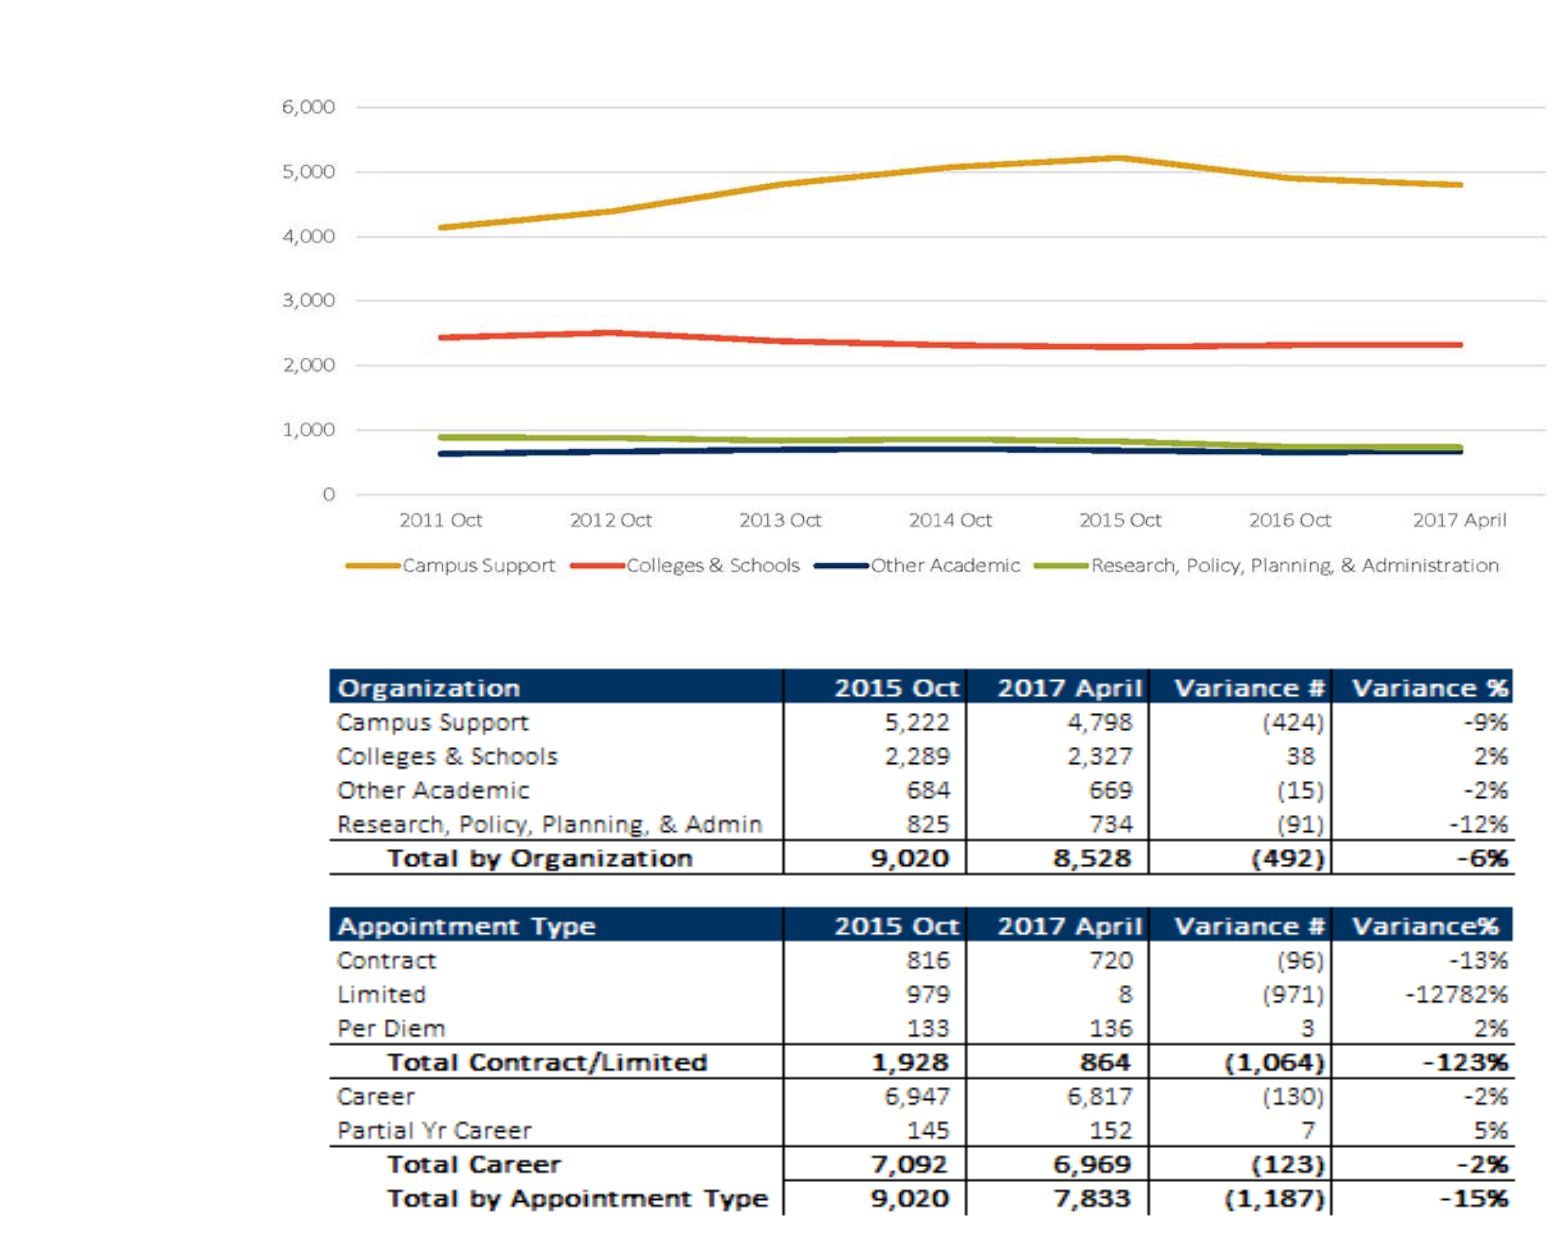 6,000
5,000
4,000
3,000
2,000
1,000
0
2011 Oct 2012 Oct 2013 Oct 2014 Oct 2015 Oct 2016 Oct 2017 April
Campus Support Colleges & Schools Other Academic Research, Policy, Planning, & Administration
Organization 2015 Oct 2017 April Variance # Variance %
Campus Support 5,222 4,798 (424) -9%
Colleges & Schools 2,289 2,327 38 2%
Other Academic 684 669 (15) -2%
Research, Policy, Planning, & Admin 825 734 (91) -12%
Total by Organization 9,020 8,528 (492) -6%
Appointment Type 2015 Oct 2017 April Variance # Variance%
Contract 816 720 (96) -13%
Limited 979 8 (971) -12782%
Per Diem 133 136 3 2%
Total Contract/Limited 1,928 864 (1,064) -123%
Career 6,947 6,817 (130) -2%
Partial Yr Career 145 152 7 5%
Total Career 7,092 6,969 (123) -2%
Total by Appointment Type 9,020 7,833 (1,187) -15%